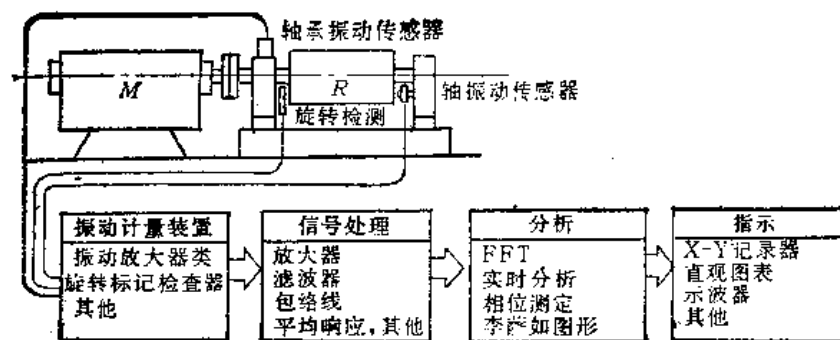 轴承振动传感器
M
R
轴振动传感器
旋转检测
振动计量装置
振动放大器类
旋转标记检查器
其他
信号处理
放大器
滤波器
包络线
平均响应,其他
分析
FFT
实时分析
相位测定
李萨如图形
指示
X-Y记录器
直观图表
示波器
其他